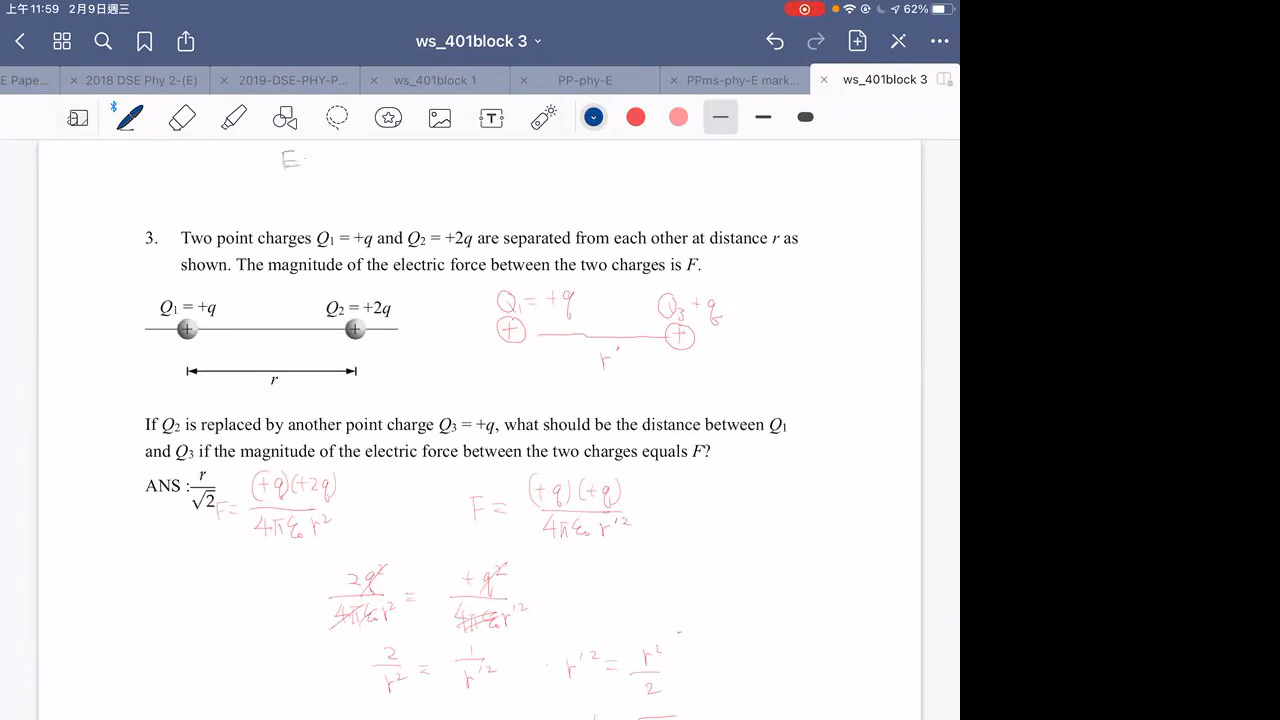 上午11:59 2月9日週三 62%
ws_401block 3
E Pape... 2018 DSE Phy 2-(E) 2019-DSE-PHY-P... ws_401block 1 PP-phy-E PPms-phy-E mark... ws_401block 3
E
3. Two point charges Q₁ = +q and Q₂ = +2q are separated from each other at distance r as
shown. The magnitude of the electric force between the two charges is F.
Q₁ = +q Q₂ = +2q
+ +
r
Q₁ = +q Q₃ +q
+ +
r'
If Q₂ is replaced by another point charge Q₃ = +q, what should be the distance between Q₁
and Q₃ if the magnitude of the electric force between the two charges equals F?
ANS : r/√2
F = (+q)(+2q)/4πε₀r² F = (+q)(+q)/4πε₀r'²
2q²/4πε₀r² = +q²/4πε₀r'²
2/r² = 1/r'² r'² = r²/2